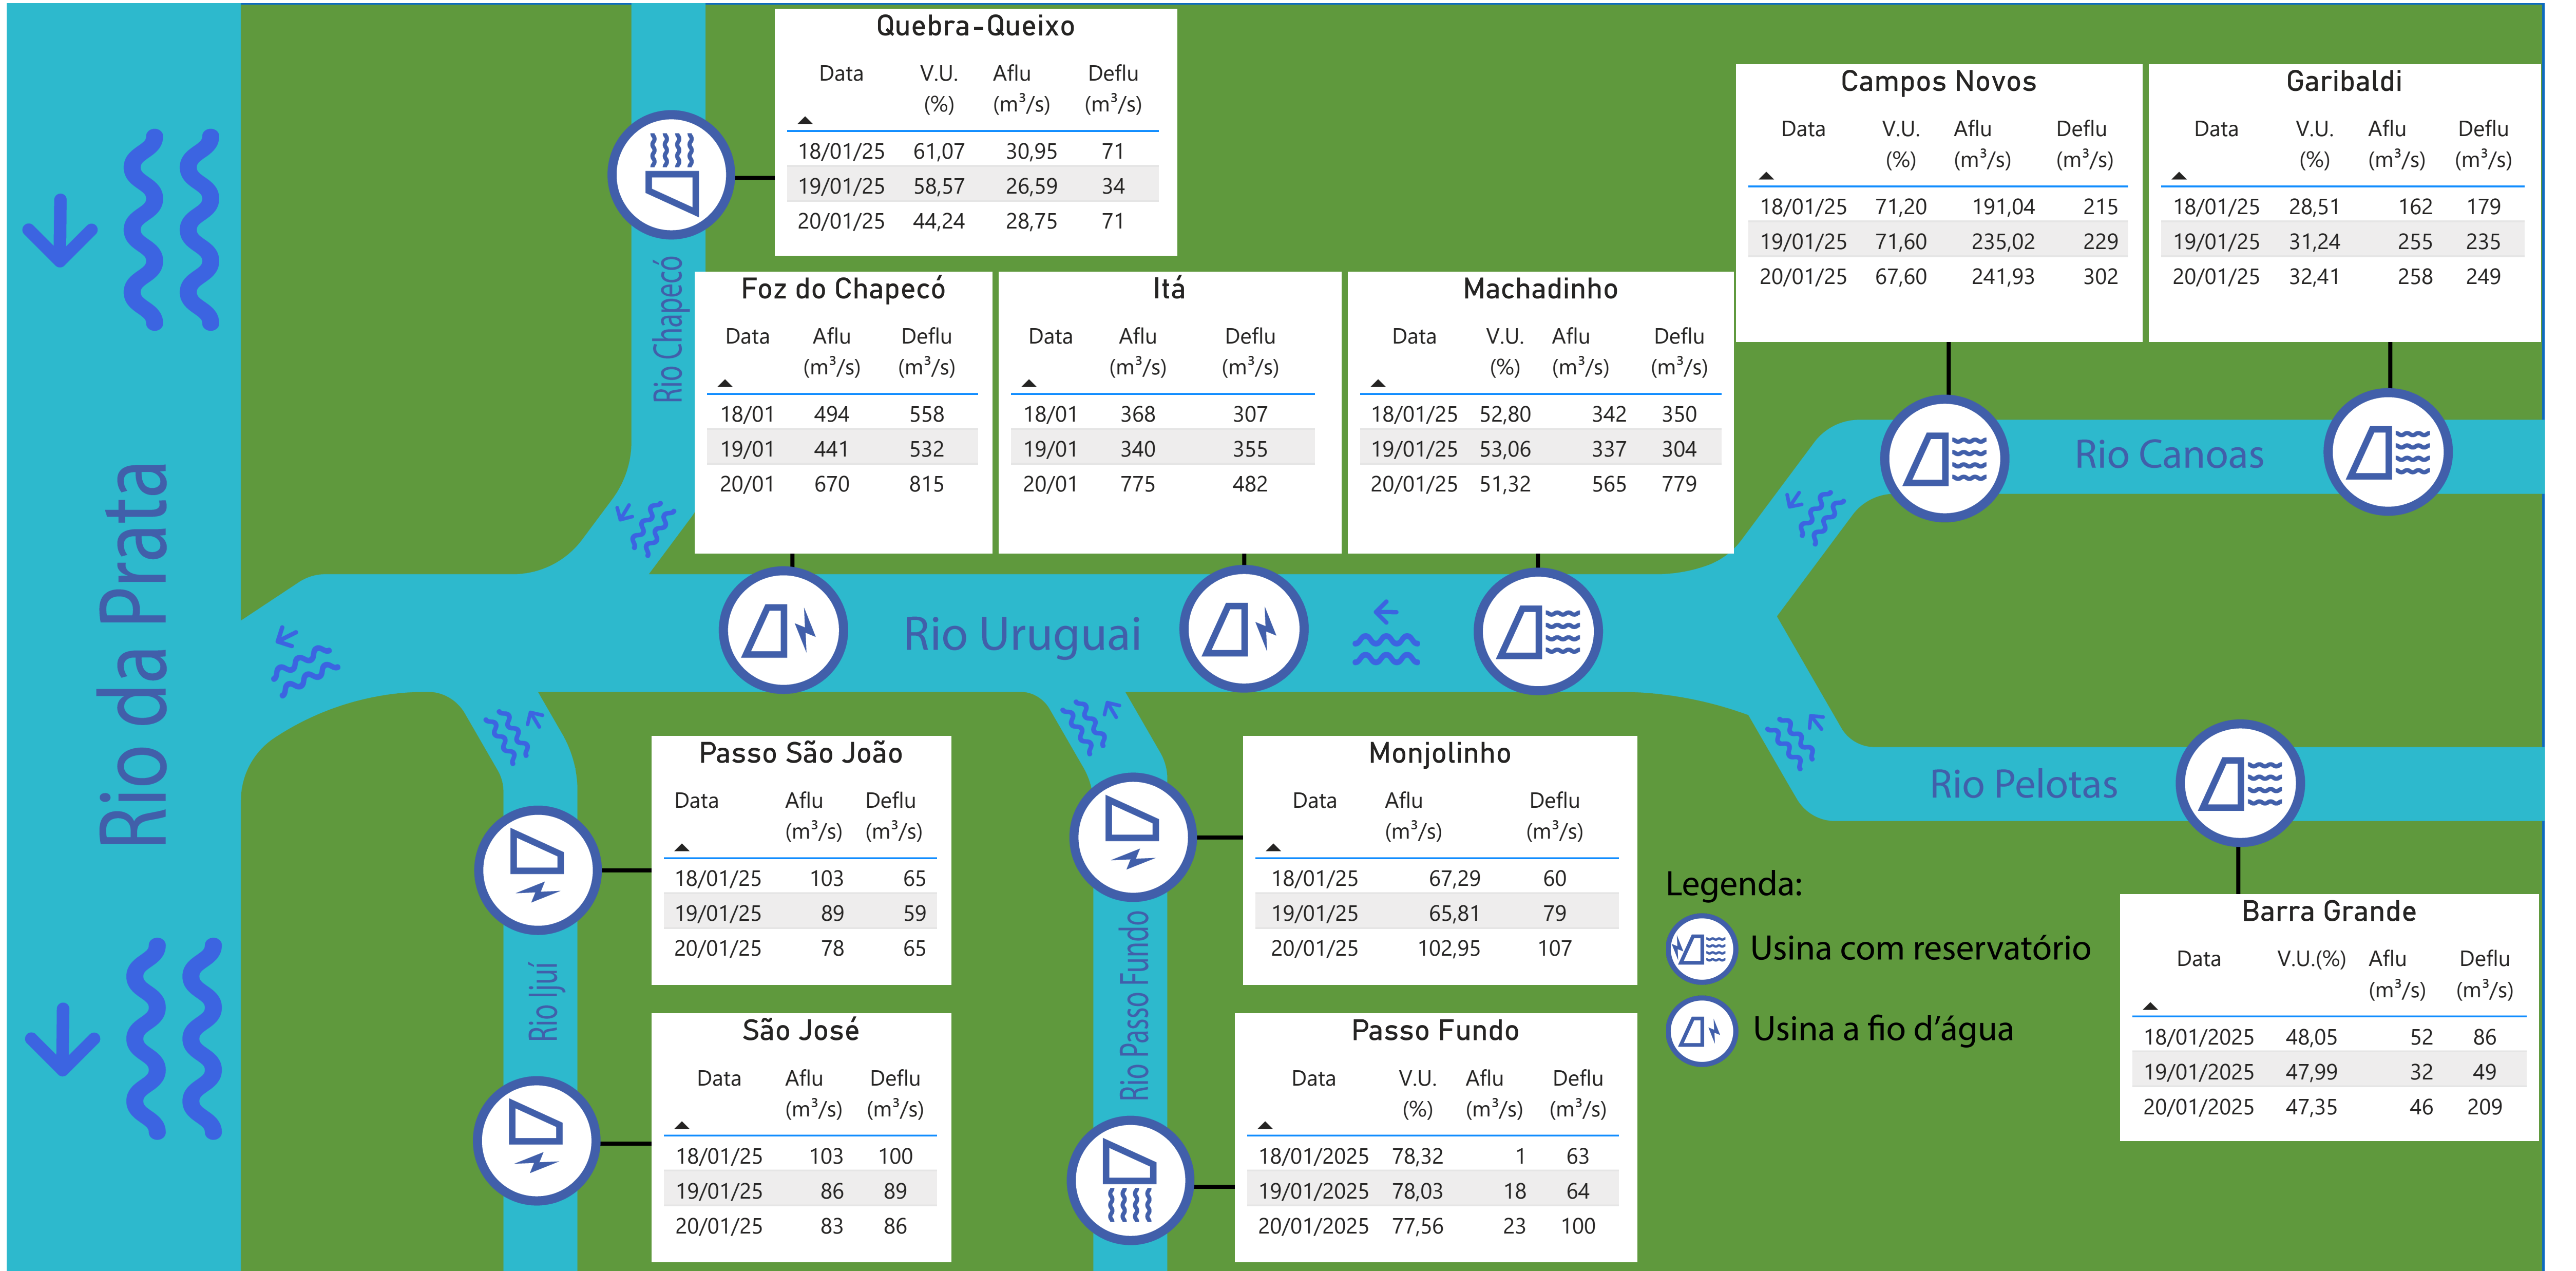 Quebra-Queixo
Data V.U. (%) Aflu (m³/s) Deflu (m³/s)
18/01/25 61,07 30,95 71
19/01/25 58,57 26,59 34
20/01/25 44,24 28,75 71
Campos Novos
Data V.U. (%) Aflu (m³/s) Deflu (m³/s)
18/01/25 71,20 191,04 215
19/01/25 71,60 235,02 229
20/01/25 67,60 241,93 302
Garibaldi
Data V.U. (%) Aflu (m³/s) Deflu (m³/s)
18/01/25 28,51 162 179
19/01/25 31,24 255 235
20/01/25 32,41 258 249
Rio Chapecó
Foz do Chapecó
Data Aflu (m³/s) Deflu (m³/s)
18/01 494 558
19/01 441 532
20/01 670 815
Itá
Data Aflu (m³/s) Deflu (m³/s)
18/01 368 307
19/01 340 355
20/01 775 482
Machadinho
Data V.U. (%) Aflu (m³/s) Deflu (m³/s)
18/01/25 52,80 342 350
19/01/25 53,06 337 304
20/01/25 51,32 565 779
Rio Canoas
Rio da Prata
Rio Uruguai
Rio Pelotas
Passo São João
Data Aflu (m³/s) Deflu (m³/s)
18/01/25 103 65
19/01/25 89 59
20/01/25 78 65
Monjolinho
Data Aflu (m³/s) Deflu (m³/s)
18/01/25 67,29 60
19/01/25 65,81 79
20/01/25 102,95 107
Legenda:
Usina com reservatório
Usina a fio d'água
Barra Grande
Data V.U.(%) Aflu (m³/s) Deflu (m³/s)
18/01/2025 48,05 52 86
19/01/2025 47,99 32 49
20/01/2025 47,35 46 209
Rio Ijuí
Rio Passo Fundo
São José
Data Aflu (m³/s) Deflu (m³/s)
18/01/25 103 100
19/01/25 86 89
20/01/25 83 86
Passo Fundo
Data V.U. (%) Aflu (m³/s) Deflu (m³/s)
18/01/2025 78,32 1 63
19/01/2025 78,03 18 64
20/01/2025 77,56 23 100